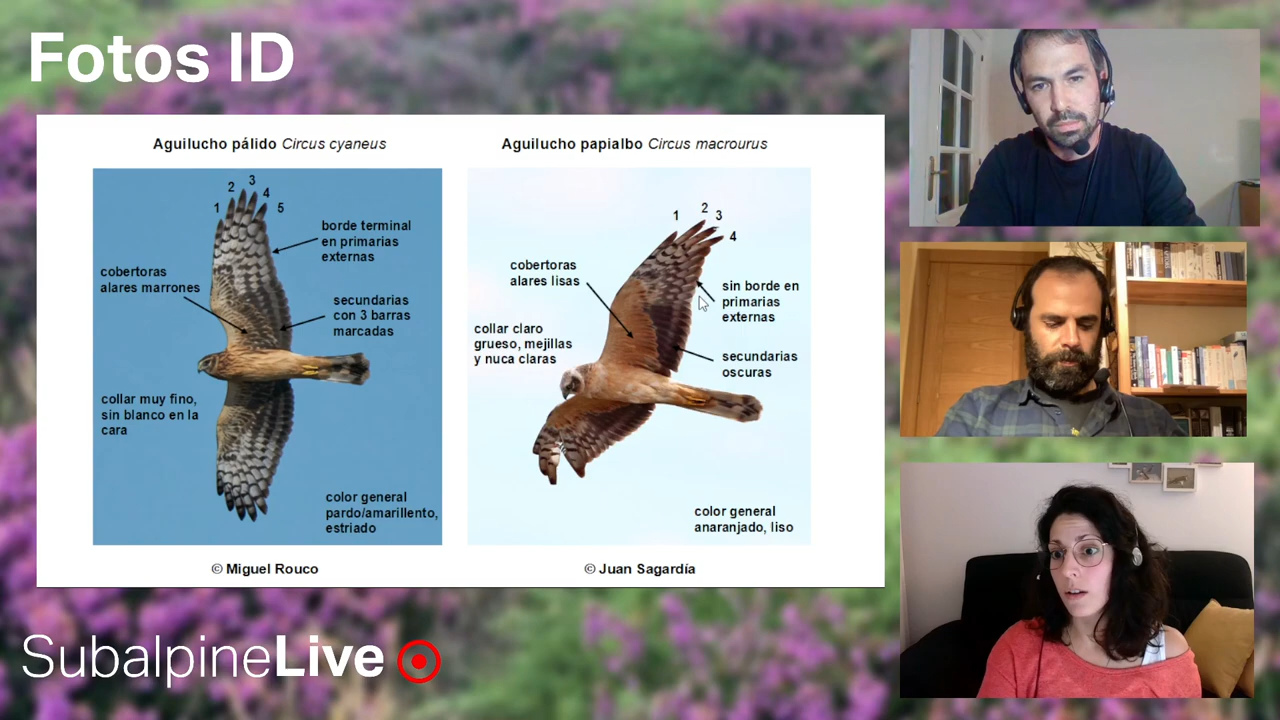 Fotos ID
Aguilucho pálido Circus cyaneus
1
2
3
4
5
borde terminal
en primarias
externas
cobertoras
alares marrones
secundarias
con 3 barras
marcadas
collar muy fino,
sin blanco en la
cara
color general
pardo/amarillento,
estriado
© Miguel Rouco
Aguilucho papialbo Circus macrourus
1
2
3
4
cobertoras
alares lisas
sin borde en
primarias
externas
collar claro
grueso, mejillas
y nuca claras
secundarias
oscuras
color general
anaranjado, liso
© Juan Sagardía
SubalpineLive